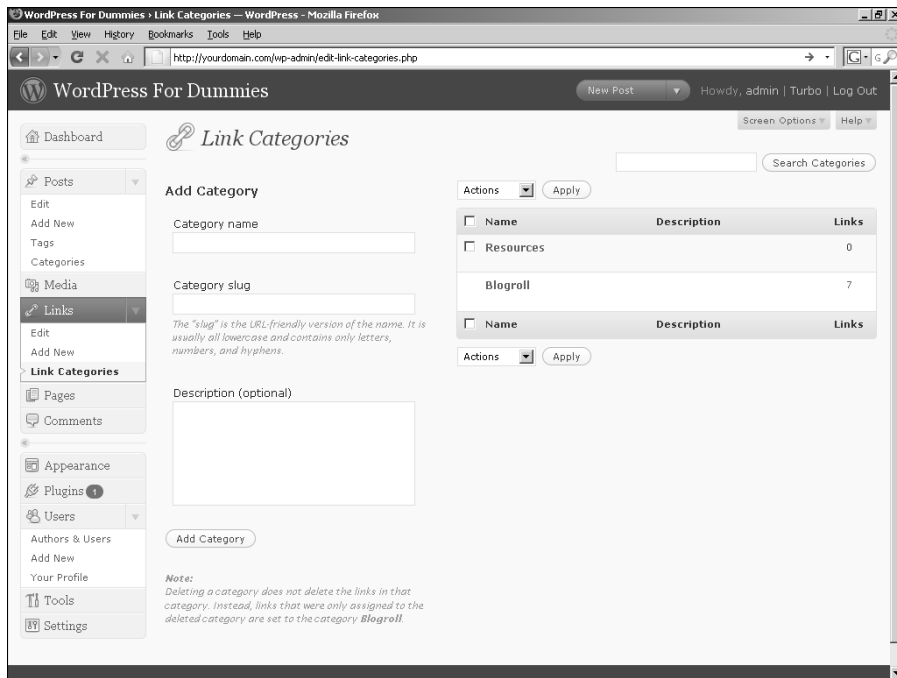 WordPress For Dummies › Link Categories — WordPress - Mozilla Firefox
File Edit View History Bookmarks Tools Help
http://yourdomain.com/wp-admin/edit-link-categories.php
WordPress For Dummies
New Post
Howdy, admin | Turbo | Log Out
Screen Options
Help
Dashboard
Posts
Edit
Add New
Tags
Categories
Media
Links
Edit
Add New
Link Categories
Pages
Comments
Appearance
Plugins 1
Users
Authors & Users
Add New
Your Profile
Tools
Settings
Link Categories
Search Categories
Add Category
Category name
Category slug
The "slug" is the URL-friendly version of the name. It is
usually all lowercase and contains only letters,
numbers, and hyphens.
Description (optional)
Add Category
Note:
Deleting a category does not delete the links in that
category. Instead, links that were only assigned to the
deleted category are set to the category Blogroll.
Actions Apply
Name Description Links
Resources 0
Blogroll 7
Name Description Links
Actions Apply